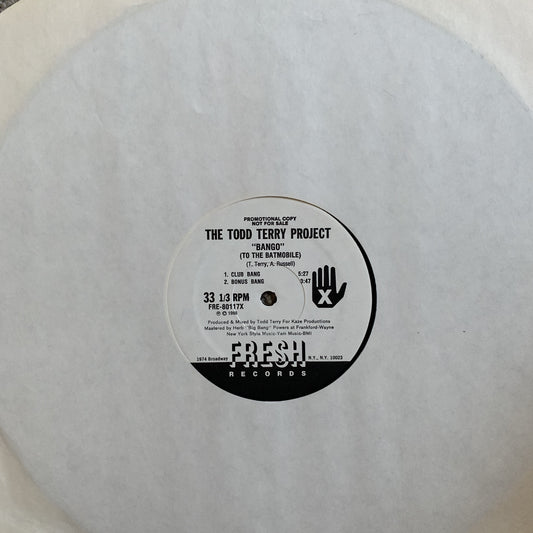 PROMOTIONAL COPY
NOT FOR SALE
THE TODD TERRY PROJECT
"BANGO"
(TO THE BATMOBILE)
(T. Terry, A. Russell)
1. CLUB BANG 5:27
2. BONUS BANG :47
X
33 1/3 RPM
FRE-80117X
℗ © 1988
Produced & Mixed by Todd Terry For Kaze Productions
Mastered by Herb "Big Bang" Powers at Frankford-Wayne
New York Style Music-Yam Music-BMI
1974 Broadway FRESH N.Y., N.Y. 10023
RECORDS